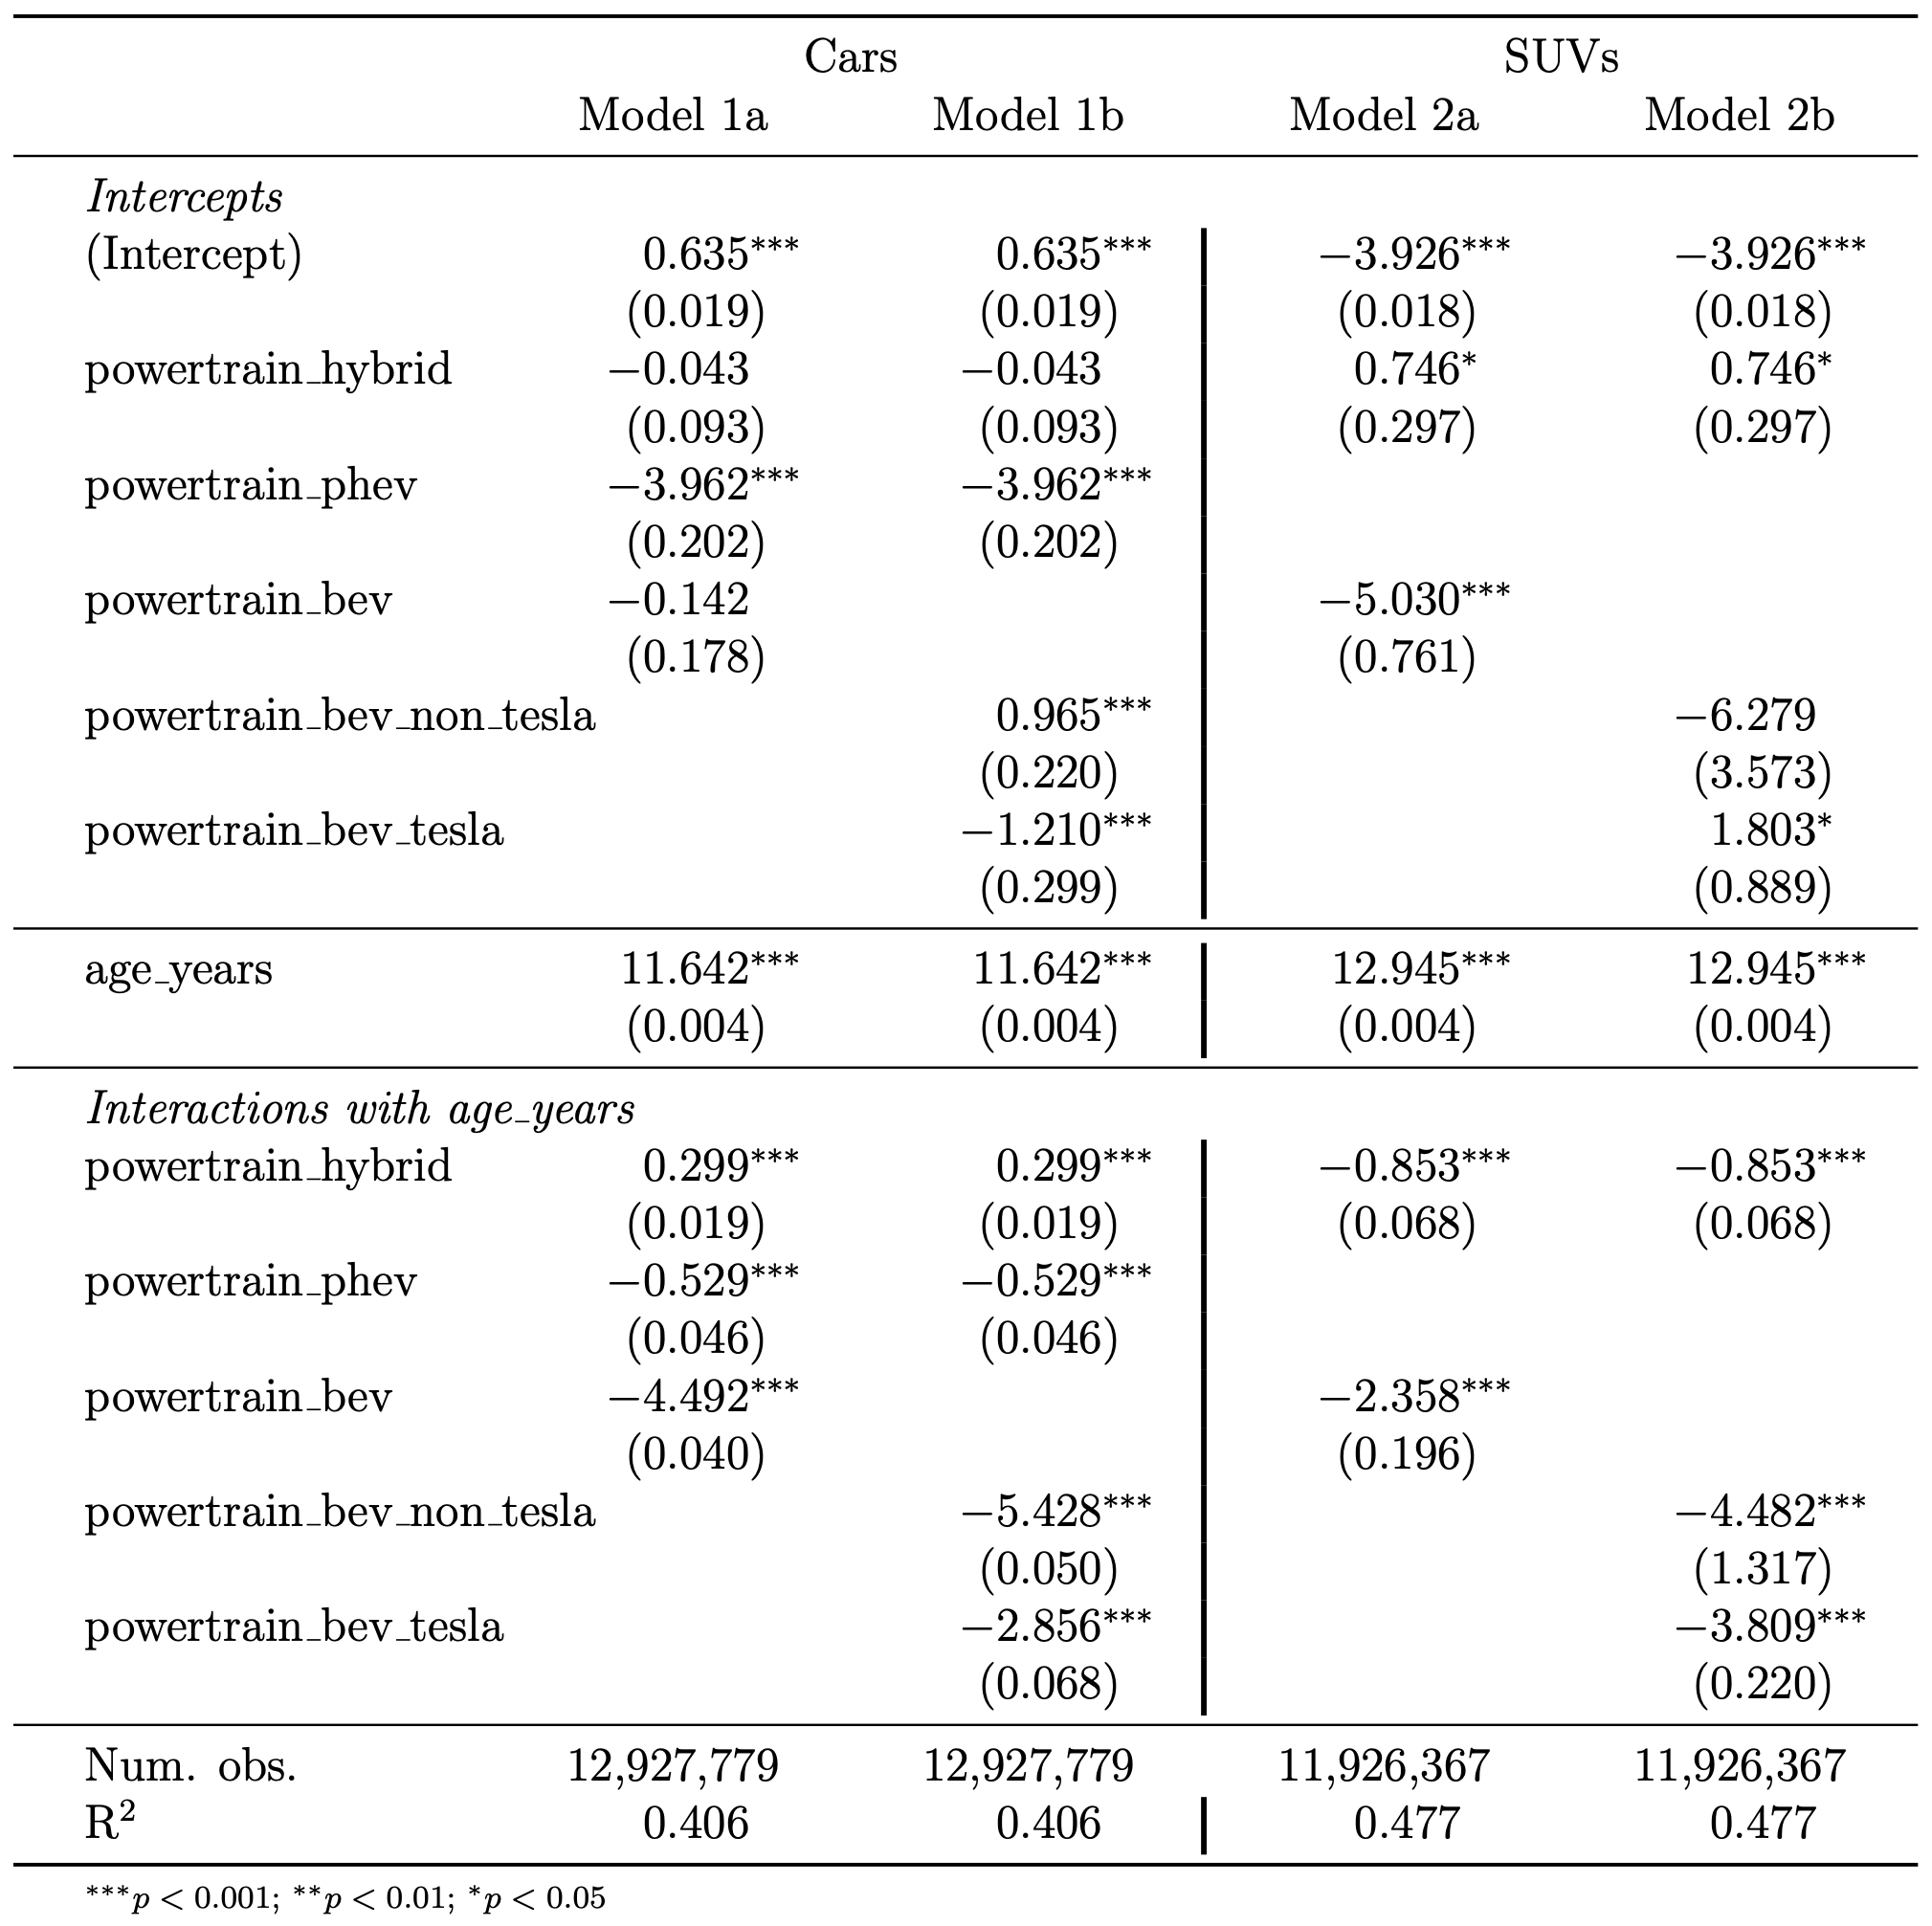 Cars SUVs
Model 1a Model 1b Model 2a Model 2b
Intercepts
(Intercept) 0.635*** 0.635*** −3.926*** −3.926***
(0.019) (0.019) (0.018) (0.018)
powertrain_hybrid −0.043 −0.043 0.746* 0.746*
(0.093) (0.093) (0.297) (0.297)
powertrain_phev −3.962*** −3.962***
(0.202) (0.202)
powertrain_bev −0.142 −5.030***
(0.178) (0.761)
powertrain_bev_non_tesla 0.965*** −6.279
(0.220) (3.573)
powertrain_bev_tesla −1.210*** 1.803*
(0.299) (0.889)
age_years 11.642*** 11.642*** 12.945*** 12.945***
(0.004) (0.004) (0.004) (0.004)
Interactions with age_years
powertrain_hybrid 0.299*** 0.299*** −0.853*** −0.853***
(0.019) (0.019) (0.068) (0.068)
powertrain_phev −0.529*** −0.529***
(0.046) (0.046)
powertrain_bev −4.492*** −2.358***
(0.040) (0.196)
powertrain_bev_non_tesla −5.428*** −4.482***
(0.050) (1.317)
powertrain_bev_tesla −2.856*** −3.809***
(0.068) (0.220)
Num. obs. 12,927,779 12,927,779 11,926,367 11,926,367
R² 0.406 0.406 0.477 0.477
***p < 0.001; **p < 0.01; *p < 0.05